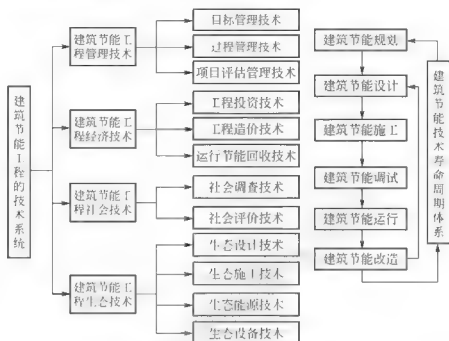 建筑节能工程的技术系统
建筑节能工
程管理技术
目标管理技术
过程管理技术
项目评估管理技术
建筑节能工
程经济技术
工程投资技术
工程造价技术
运行节能回收技术
建筑节能工
程社会技术
社会调查技术
社会评价技术
建筑节能工
程生态技术
生态设计技术
生态施工技术
生态能源技术
生态设备技术
建筑节能规划
建筑节能设计
建筑节能施工
建筑节能调试
建筑节能运行
建筑节能改造
建筑节能技术寿命周期体系